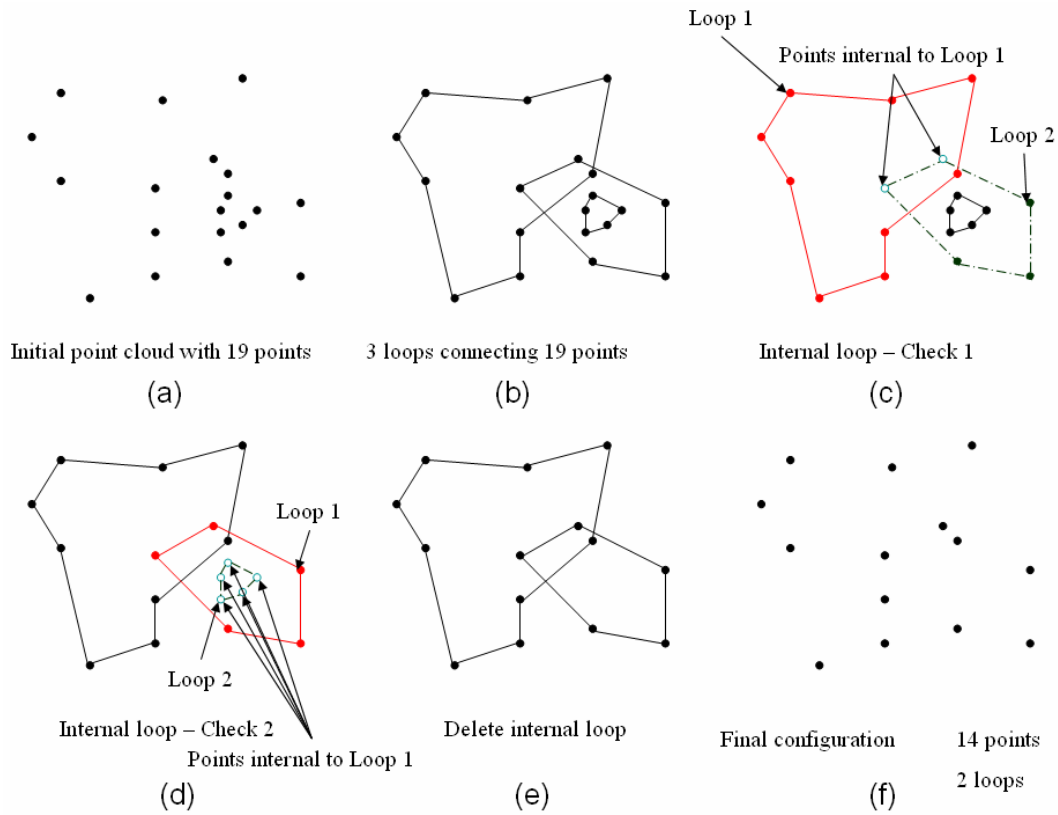 Loop 1
Points internal to Loop 1
Loop 2
Initial point cloud with 19 points
3 loops connecting 19 points
Internal loop – Check 1
(a)
(b)
(c)
Loop 1
Loop 2
Internal loop – Check 2
Points internal to Loop 1
Delete internal loop
Final configuration 14 points
2 loops
(d)
(e)
(f)